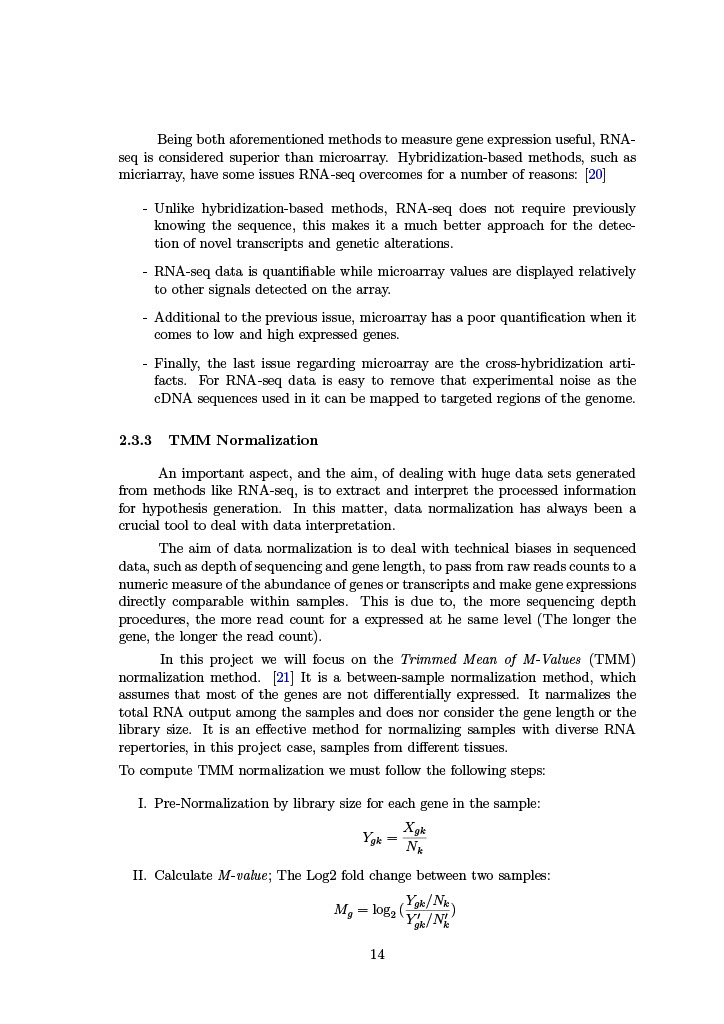 Being both aforementioned methods to measure gene expression useful, RNA-
seq is considered superior than microarray. Hybridization-based methods, such as
micriarray, have some issues RNA-seq overcomes for a number of reasons: [20]
- Unlike hybridization-based methods, RNA-seq does not require previously
knowing the sequence, this makes it a much better approach for the detec-
tion of novel transcripts and genetic alterations.
- RNA-seq data is quantifiable while microarray values are displayed relatively
to other signals detected on the array.
- Additional to the previous issue, microarray has a poor quantification when it
comes to low and high expressed genes.
- Finally, the last issue regarding microarray are the cross-hybridization arti-
facts. For RNA-seq data is easy to remove that experimental noise as the
cDNA sequences used in it can be mapped to targeted regions of the genome.
2.3.3 TMM Normalization
An important aspect, and the aim, of dealing with huge data sets generated
from methods like RNA-seq, is to extract and interpret the processed information
for hypothesis generation. In this matter, data normalization has always been a
crucial tool to deal with data interpretation.
The aim of data normalization is to deal with technical biases in sequenced
data, such as depth of sequencing and gene length, to pass from raw reads counts to a
numeric measure of the abundance of genes or transcripts and make gene expressions
directly comparable within samples. This is due to, the more sequencing depth
procedures, the more read count for a expressed at he same level (The longer the
gene, the longer the read count).
In this project we will focus on the Trimmed Mean of M-Values (TMM)
normalization method. [21] It is a between-sample normalization method, which
assumes that most of the genes are not differentially expressed. It narmalizes the
total RNA output among the samples and does nor consider the gene length or the
library size. It is an effective method for normalizing samples with diverse RNA
repertories, in this project case, samples from different tissues.
To compute TMM normalization we must follow the following steps:
I. Pre-Normalization by library size for each gene in the sample:
Y_gk = X_gk / N_k
II. Calculate M-value; The Log2 fold change between two samples:
M_g = log_2 ( (Y_gk/N_k) / (Y'_gk/N'_k) )
14